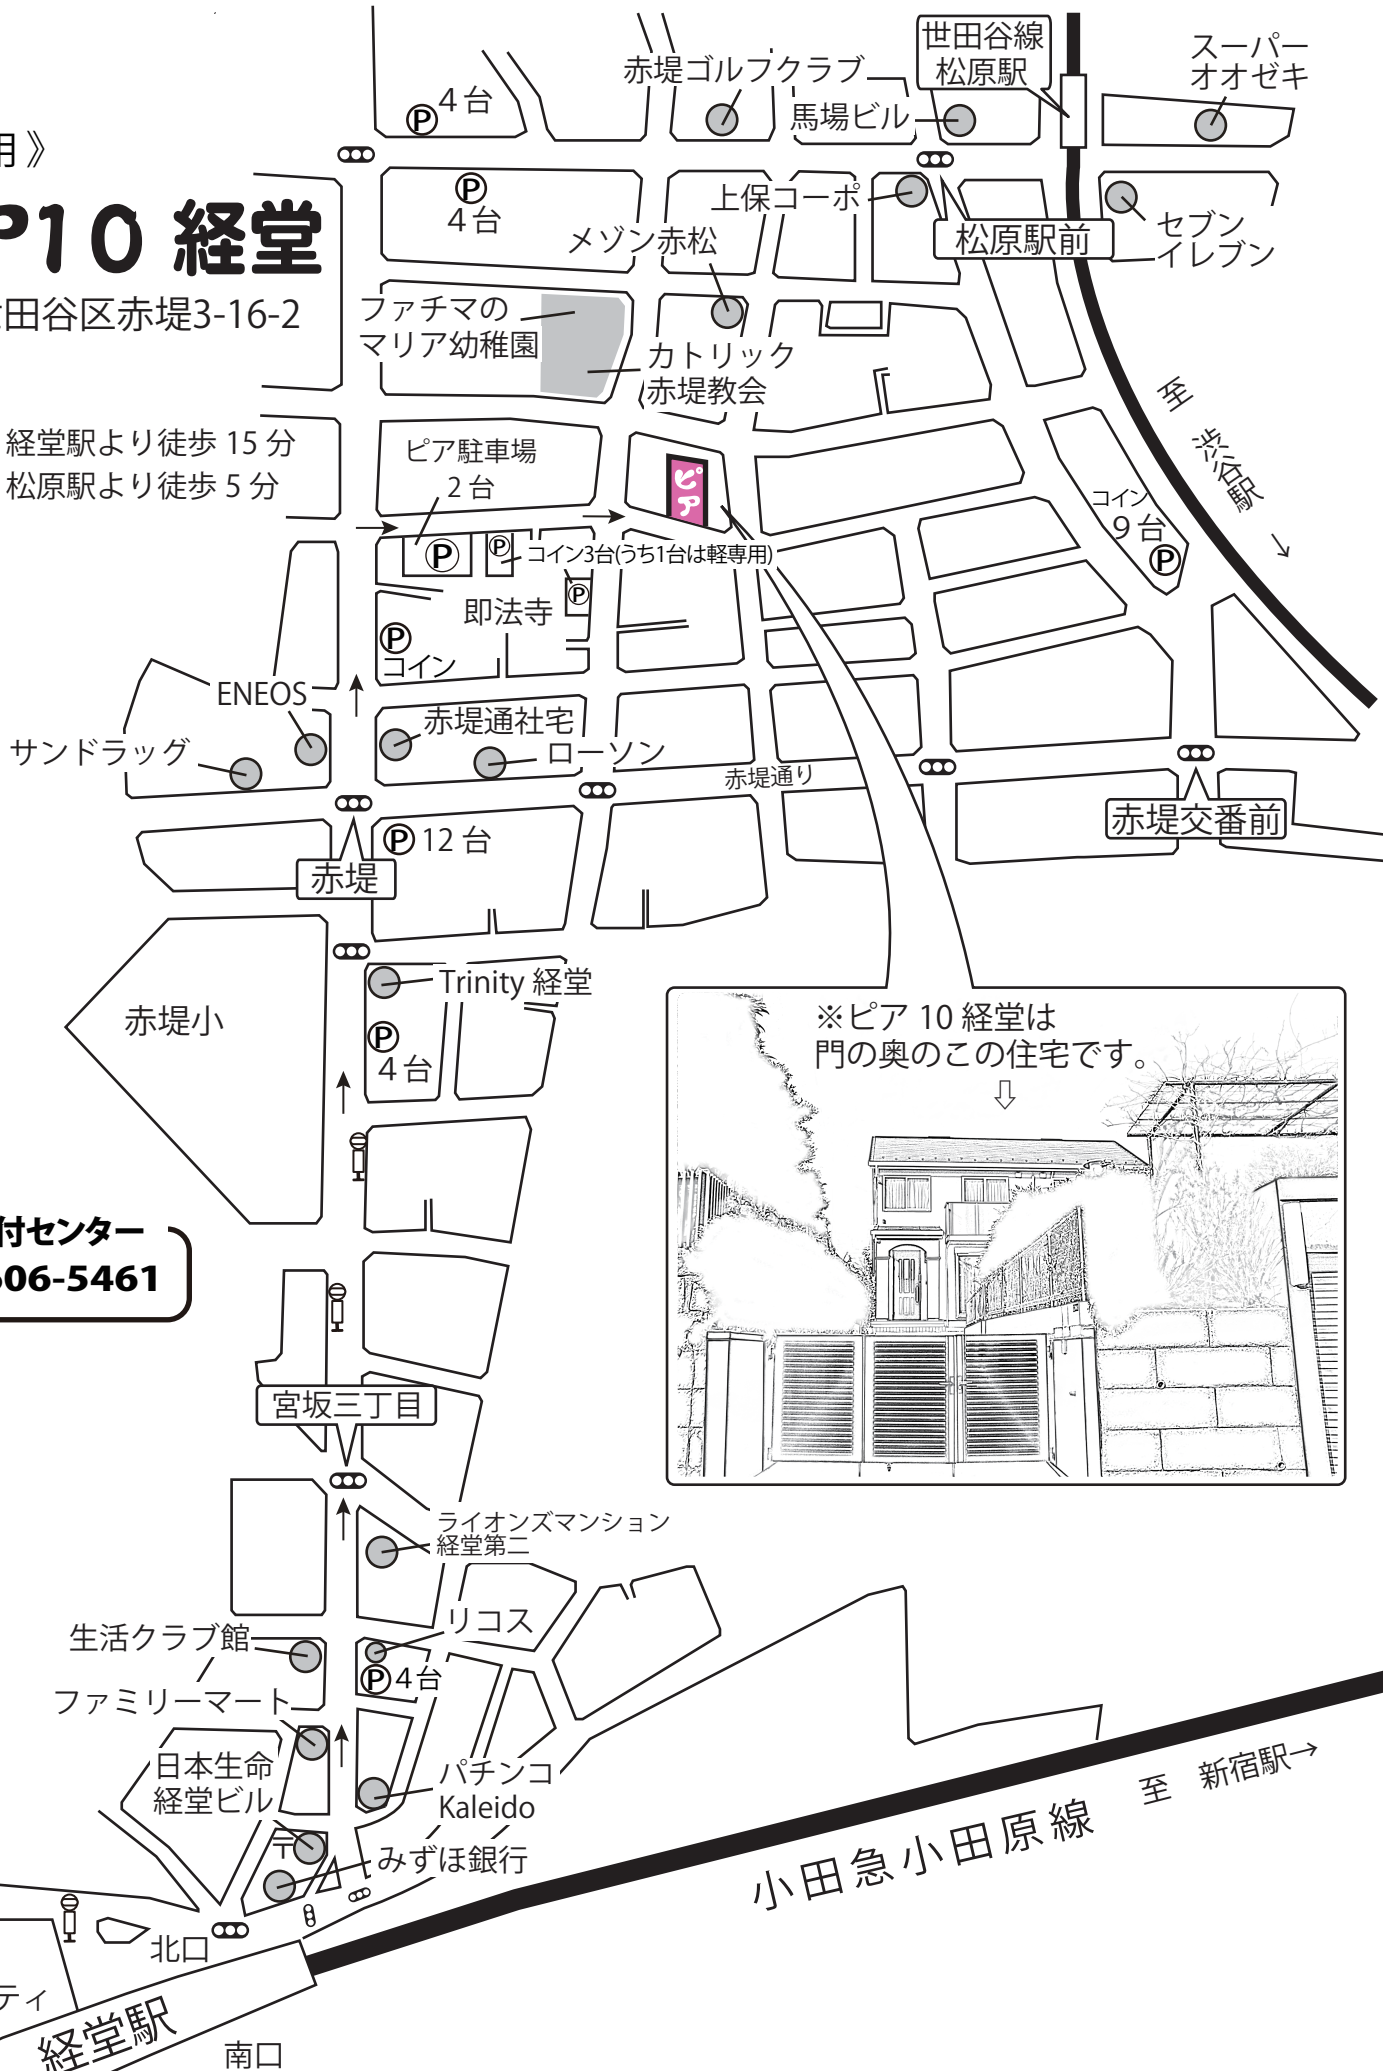 世田谷線
松原駅
スーパー
オオゼキ
赤堤ゴルフクラブ
馬場ビル
P
4台
用》
P
4台
P10 経堂
上保コーポ
松原駅前
セブン
イレブン
メゾン赤松
世田谷区赤堤3-16-2
ファチマの
マリア幼稚園
カトリック
赤堤教会
至 渋谷駅 →
経堂駅より徒歩 15 分
松原駅より徒歩 5 分
ピア駐車場
2 台
ピア
コイン
9台
P
P
P
コイン3台(うち1台は軽専用)
P
即法寺
P
コイン
ENEOS
赤堤通社宅
サンドラッグ
ローソン
赤堤通り
赤堤交番前
P 12 台
赤堤
Trinity 経堂
赤堤小
P
4台
※ピア 10 経堂は
門の奥のこの住宅です。
⇩
付センター
606-5461
宮坂三丁目
ライオンズマンション
経堂第二
リコス
生活クラブ館
P 4台
ファミリーマート
日本生命
経堂ビル
パチンコ
Kaleido
〒
みずほ銀行
小田急小田原線
至 新宿駅→
北口
ティ
経堂駅
南口